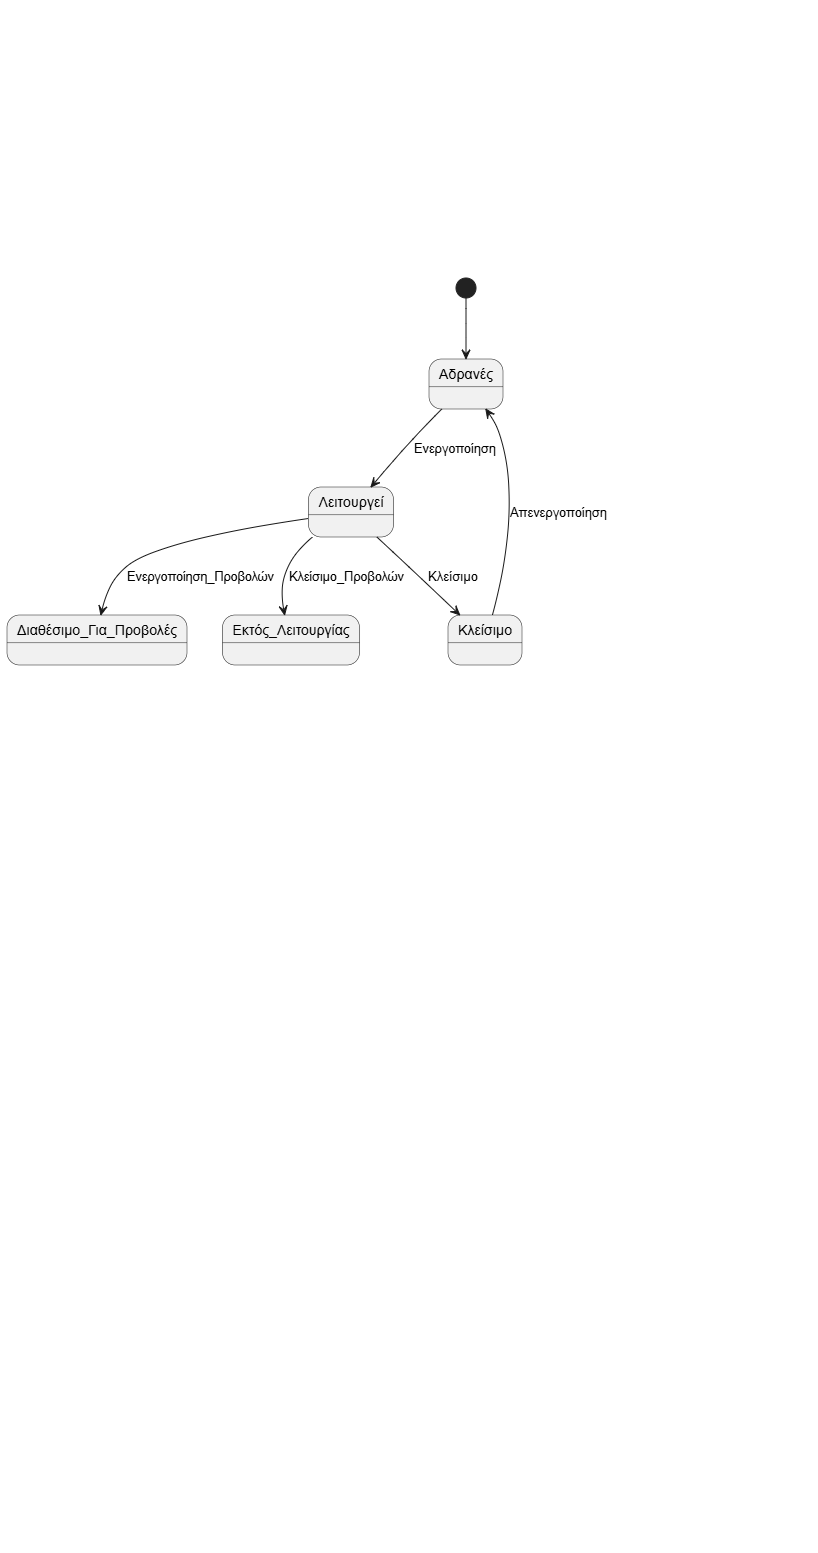 Αδρανές
Ενεργοποίηση
Λειτουργεί
Απενεργοποίηση
Ενεργοποίηση_Προβολών
Κλείσιμο_Προβολών
Κλείσιμο
Διαθέσιμο_Για_Προβολές
Εκτός_Λειτουργίας
Κλείσιμο